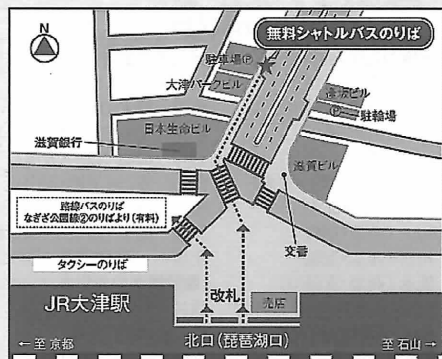 N
無料シャトルバスのりば
駐車場Ⓟ
大津パークビル
逢坂ビル
Ⓟ 駐輪場
日本生命ビル
滋賀銀行
滋賀ビル
路線バスのりば
なぎさ公園線②のりばより(有料)
交番
タクシーのりば
改札
売店
JR大津駅
北口(琵琶湖口)
← 至 京都
至 石山 →